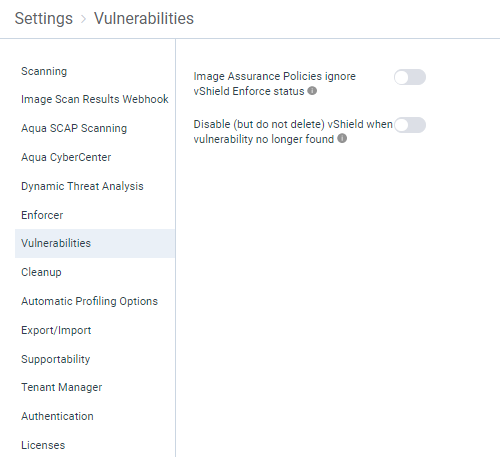 Settings > Vulnerabilities
Scanning
Image Scan Results Webhook
Aqua SCAP Scanning
Aqua CyberCenter
Dynamic Threat Analysis
Enforcer
Vulnerabilities
Cleanup
Automatic Profiling Options
Export/Import
Supportability
Tenant Manager
Authentication
Licenses
Image Assurance Policies ignore
vShield Enforce status
Disable (but do not delete) vShield when
vulnerability no longer found